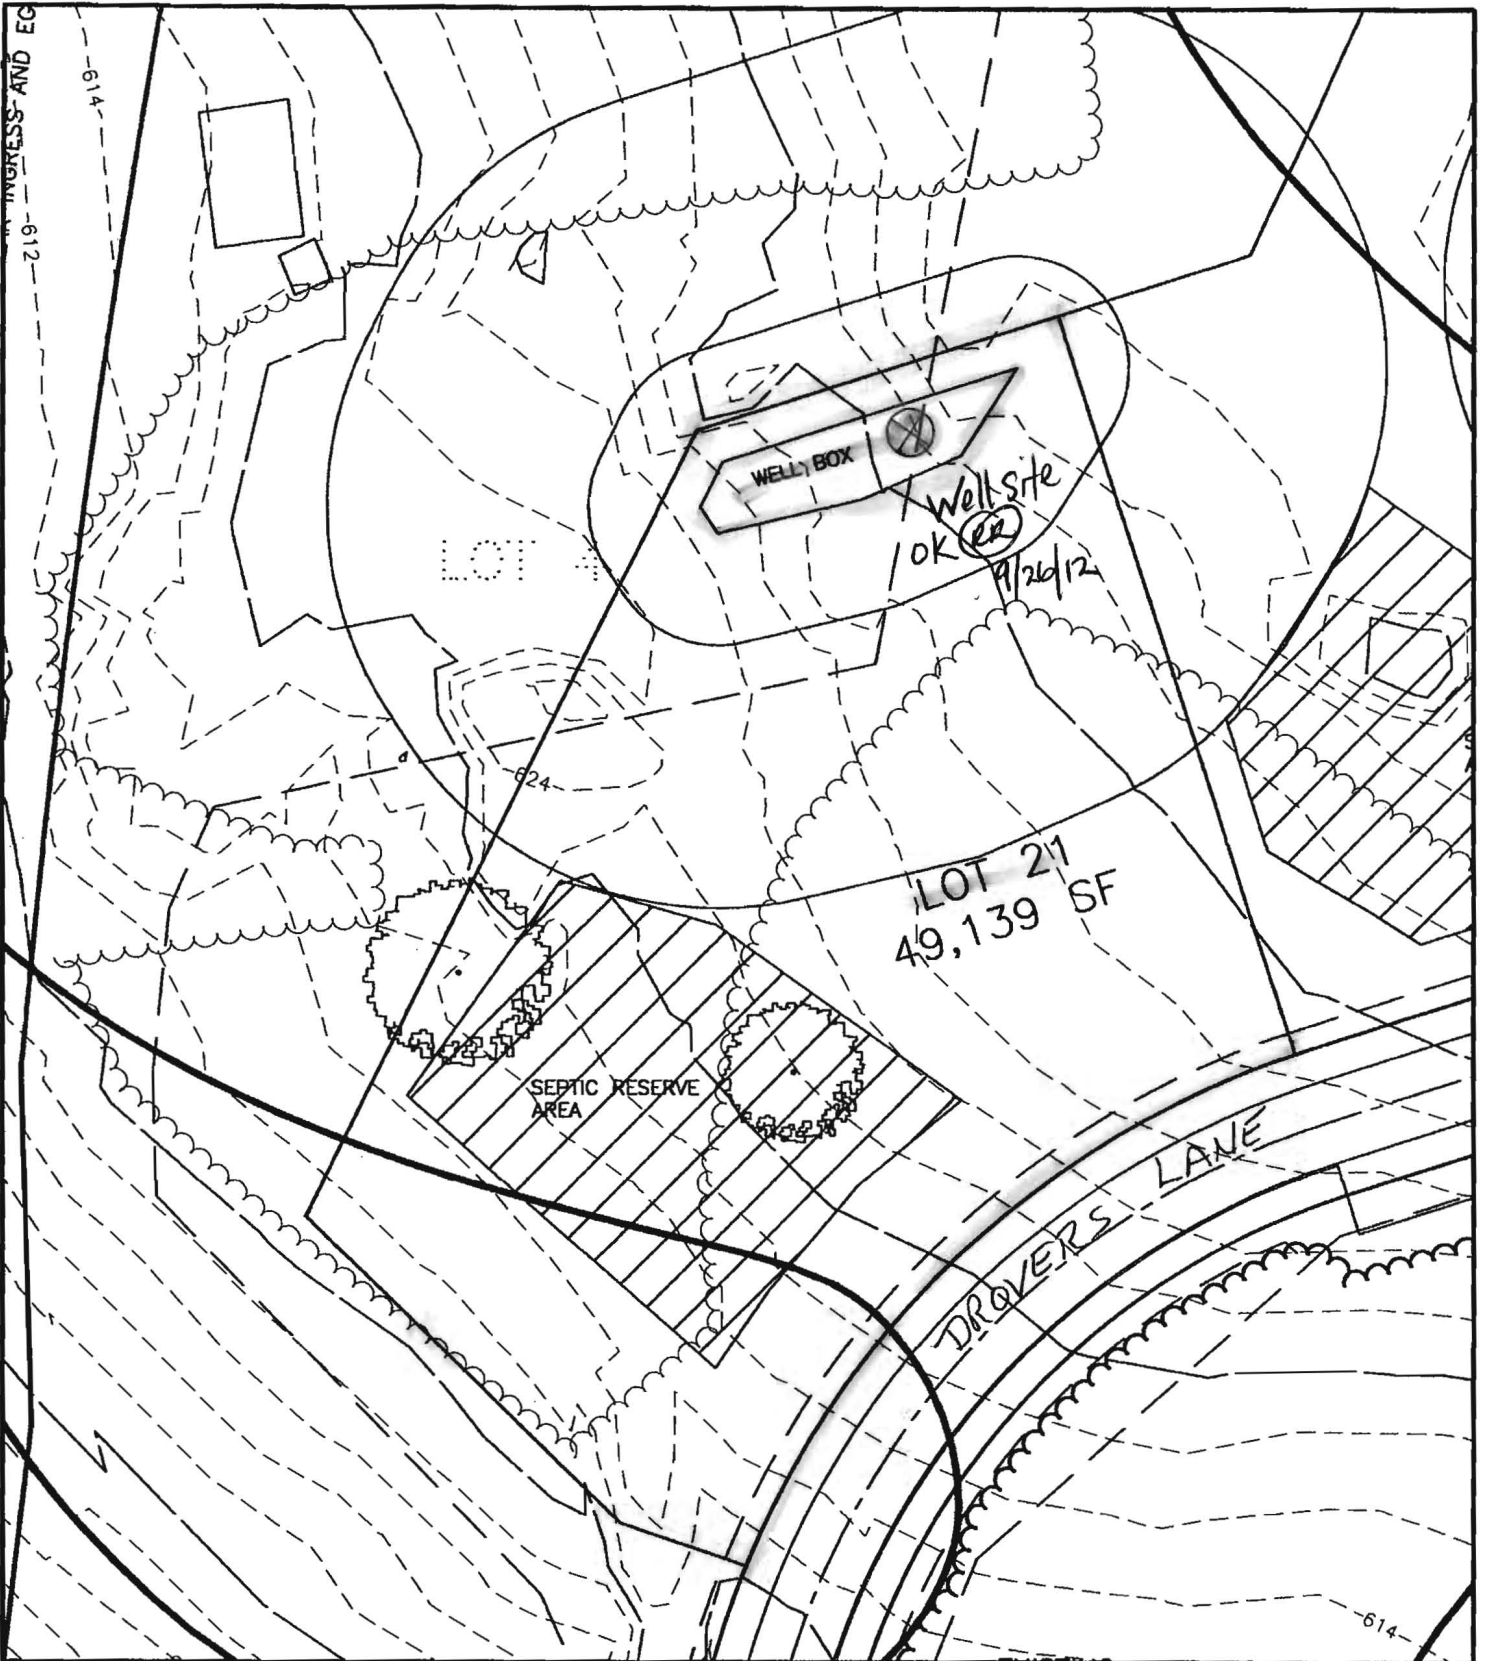 INGRESS AND EG
614
612
WELL BOX
Well site
OK RR
9/26/12
LOT 4
624
LOT 21
49,139 SF
SEPTIC RESERVE
AREA
DROVERS LANE
614